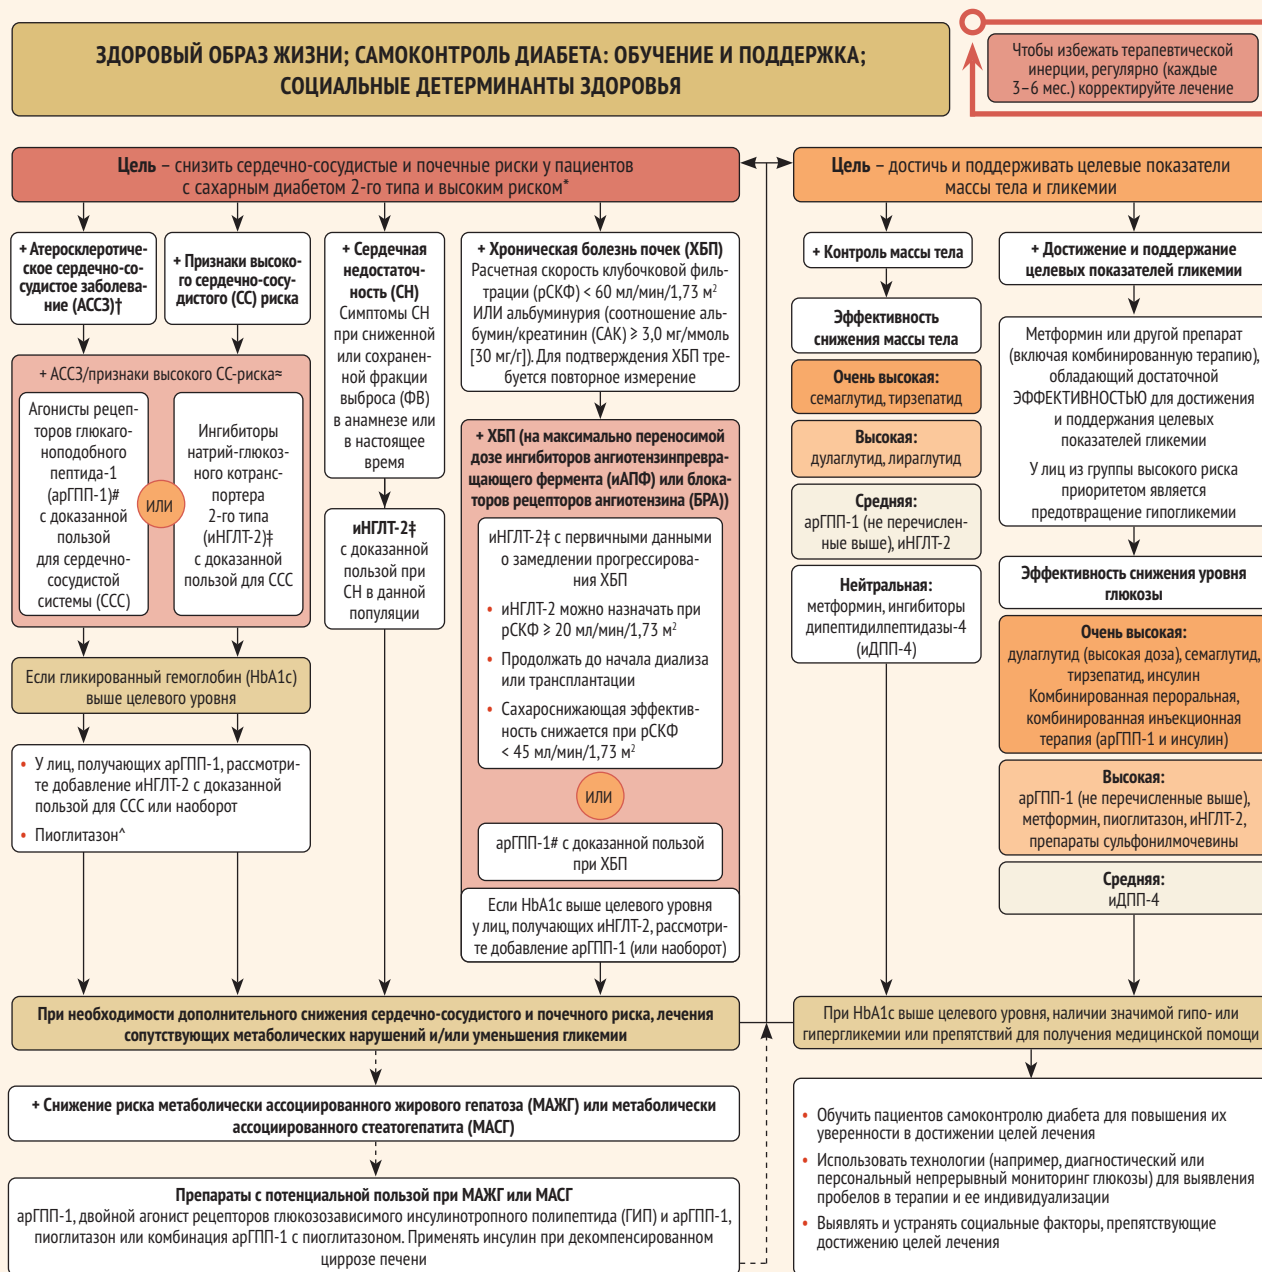 ЗДОРОВЫЙ ОБРАЗ ЖИЗНИ; САМОКОНТРОЛЬ ДИАБЕТА: ОБУЧЕНИЕ И ПОДДЕРЖКА;
СОЦИАЛЬНЫЕ ДЕТЕРМИНАНТЫ ЗДОРОВЬЯ
Чтобы избежать терапевтической
инерции, регулярно (каждые
3–6 мес.) корректируйте лечение
Цель – снизить сердечно-сосудистые и почечные риски у пациентов
с сахарным диабетом 2-го типа и высоким риском*
+ Атеросклеротиче-
ское сердечно-со-
судистое заболева-
ние (АССЗ)†
+ Признаки высоко-
го сердечно-сосу-
дистого (СС) риска
+ АССЗ/признаки высокого СС-риска≈
Агонисты рецеп-
торов глюкаго-
ноподобного
пептида-1
(арГПП-1)#
с доказанной
пользой
для сердечно-
сосудистой
системы (ССС)
ИЛИ
Ингибиторы
натрий-глюкоз-
ного котранс-
портера
2-го типа
(иНГЛТ-2)‡
с доказанной
пользой для ССС
Если гликированный гемоглобин (HbA1c)
выше целевого уровня
• У лиц, получающих арГПП-1, рассмотри-
те добавление иНГЛТ-2 с доказанной
пользой для ССС или наоборот
• Пиоглитазон^
+ Сердечная
недостаточ-
ность (СН)
Симптомы СН
при сниженной
или сохранен-
ной фракции
выброса (ФВ)
в анамнезе или
в настоящее
время
иНГЛТ-2‡
с доказанной
пользой при
СН в данной
популяции
+ Хроническая болезнь почек (ХБП)
Расчетная скорость клубочковой филь-
трации (рСКФ) < 60 мл/мин/1,73 м²
ИЛИ альбуминурия (соотношение аль-
бумин/креатинин (САК) ⩾ 3,0 мг/ммоль
[30 мг/г]). Для подтверждения ХБП тре-
буется повторное измерение
+ ХБП (на максимально переносимой
дозе ингибиторов ангиотензинпревра-
щающего фермента (иАПФ) или блока-
торов рецепторов ангиотензина (БРА))
иНГЛТ-2‡ с первичными данными
о замедлении прогрессирова-
ния ХБП
• иНГЛТ-2 можно назначать при
рСКФ ⩾ 20 мл/мин/1,73 м²
• Продолжать до начала диализа
или трансплантации
• Сахароснижающая эффектив-
ность снижается при рСКФ
< 45 мл/мин/1,73 м²
ИЛИ
арГПП-1# с доказанной пользой
при ХБП
Если HbA1c выше целевого уровня
у лиц, получающих иНГЛТ-2, рассмотри-
те добавление арГПП-1 (или наоборот)
При необходимости дополнительного снижения сердечно-сосудистого и почечного риска, лечения
сопутствующих метаболических нарушений и/или уменьшения гликемии
+ Снижение риска метаболически ассоциированного жирового гепатоза (МАЖГ) или метаболически
ассоциированного стеатогепатита (МАСГ)
Препараты с потенциальной пользой при МАЖГ или МАСГ
арГПП-1, двойной агонист рецепторов глюкозозависимого инсулинотропного полипептида (ГИП) и арГПП-1,
пиоглитазон или комбинация арГПП-1 с пиоглитазоном. Применять инсулин при декомпенсированном
циррозе печени
Цель – достичь и поддерживать целевые показатели
массы тела и гликемии
+ Контроль массы тела
Эффективность
снижения массы тела
Очень высокая:
семаглутид, тирзепатид
Высокая:
дулаглутид, лираглутид
Средняя:
арГПП-1 (не перечислен-
ные выше), иНГЛТ-2
Нейтральная:
метформин, ингибиторы
дипептидилпептидазы-4
(иДПП-4)
+ Достижение и поддержание
целевых показателей гликемии
Метформин или другой препарат
(включая комбинированную терапию),
обладающий достаточной
ЭФФЕКТИВНОСТЬЮ для достижения
и поддержания целевых
показателей гликемии
У лиц из группы высокого риска
приоритетом является
предотвращение гипогликемии
Эффективность снижения уровня
глюкозы
Очень высокая:
дулаглутид (высокая доза), семаглутид,
тирзепатид, инсулин
Комбинированная пероральная,
комбинированная инъекционная
терапия (арГПП-1 и инсулин)
Высокая:
арГПП-1 (не перечисленные выше),
метформин, пиоглитазон, иНГЛТ-2,
препараты сульфонилмочевины
Средняя:
иДПП-4
При HbA1c выше целевого уровня, наличии значимой гипо- или
гипергликемии или препятствий для получения медицинской помощи
• Обучить пациентов самоконтролю диабета для повышения их
уверенности в достижении целей лечения
• Использовать технологии (например, диагностический или
персональный непрерывный мониторинг глюкозы) для выявления
пробелов в терапии и ее индивидуализации
• Выявлять и устранять социальные факторы, препятствующие
достижению целей лечения